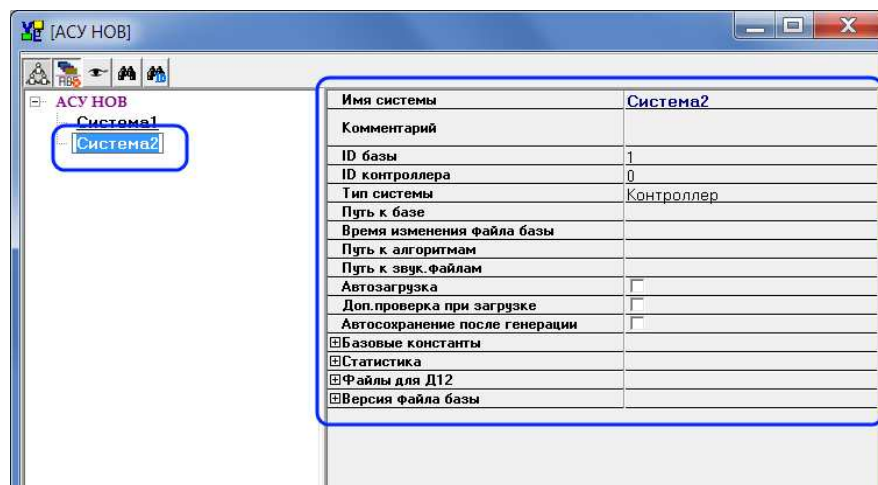 [АСУ НОВ]
АСУ НОВ
Система1
Система2
Имя системы Система2
Комментарий
ID базы 1
ID контроллера 0
Тип системы Контроллер
Путь к базе
Время изменения файла базы
Путь к алгоритмам
Путь к звук.файлам
Автозагрузка
Доп.проверка при загрузке
Автосохранение после генерации
Базовые константы
Статистика
Файлы для Д12
Версия файла базы